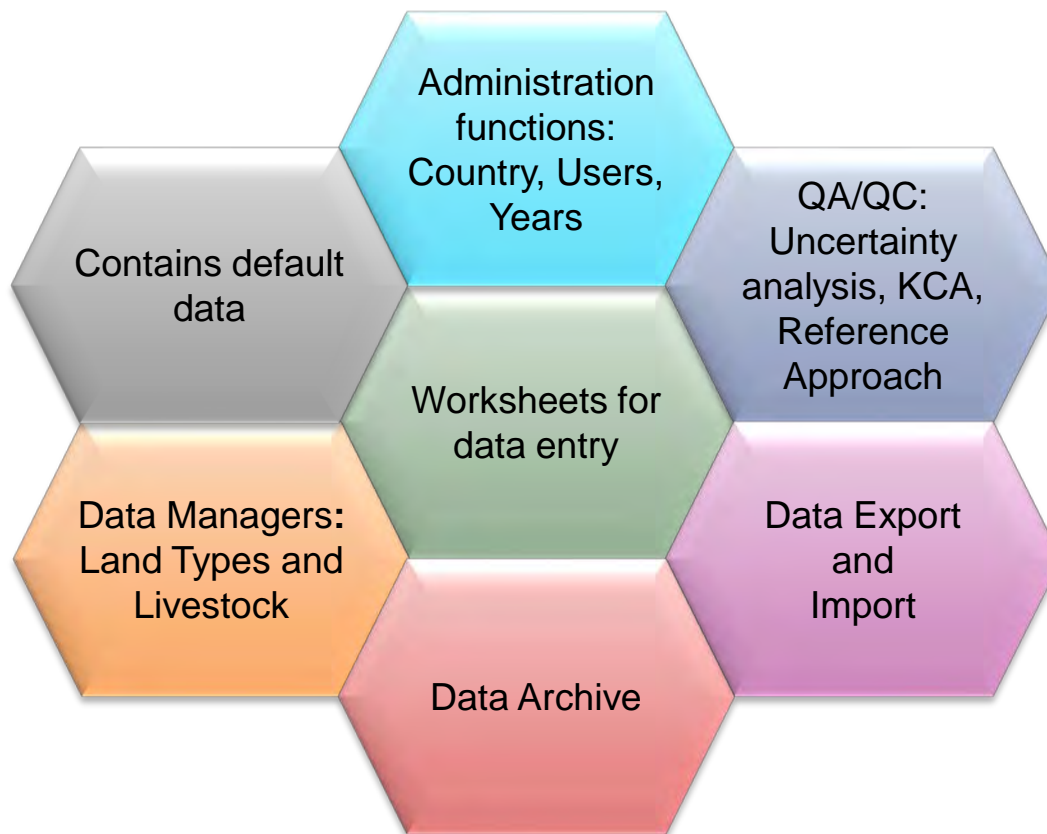 Administration
functions:
Country, Users,
Years
Contains default
data
QA/QC:
Uncertainty
analysis, KCA,
Reference
Approach
Worksheets for
data entry
Data Managers:
Land Types and
Livestock
Data Export
and
Import
Data Archive